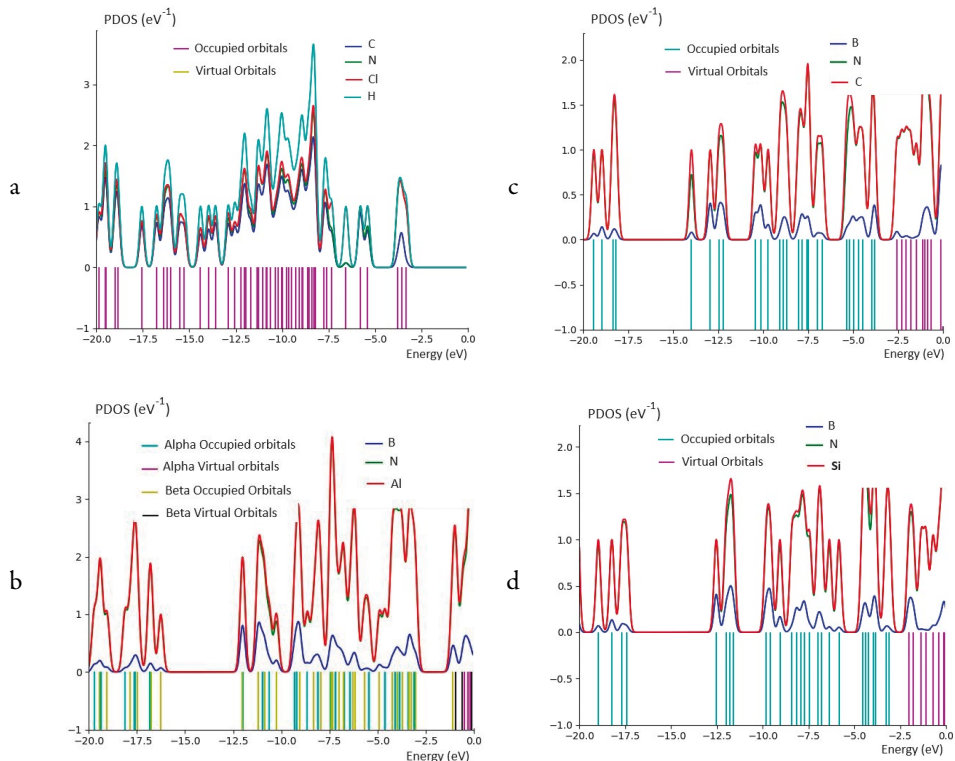 PDOS (eV⁻¹)
Occupied orbitals
Virtual Orbitals
C
N
Cl
H
3
2
1
0
−1
−20.0 −17.5 −15.0 −12.5 −10.0 −7.5 −5.0 −2.5 0.0
Energy (eV)
a
PDOS (eV⁻¹)
Occupied orbitals
Virtual Orbitals
B
N
C
2.0
1.5
1.0
0.5
0.0
−0.5
−1.0
−20 −17.5 −15.0 −12.5 −10.0 −7.5 −5.0 −2.5 0.0
Energy (eV)
c
PDOS (eV⁻¹)
Alpha Occupied orbitals
Alpha Virtual orbitals
Beta Occupied Orbitals
Beta Virtual Orbitals
B
N
Al
4
3
2
1
0
−1
−20.0 −17.5 −15.0 −12.5 −10.0 −7.5 −5.0 −2.5 0.0
Energy (eV)
b
PDOS (eV⁻¹)
Occupied orbitals
Virtual Orbitals
B
N
Si
2.0
1.5
1.0
0.5
0.0
−0.5
−1.0
−20 −17.5 −15.0 −12.5 −10.0 −7.5 −5.0 −2.5 0.0
Energy (eV)
d